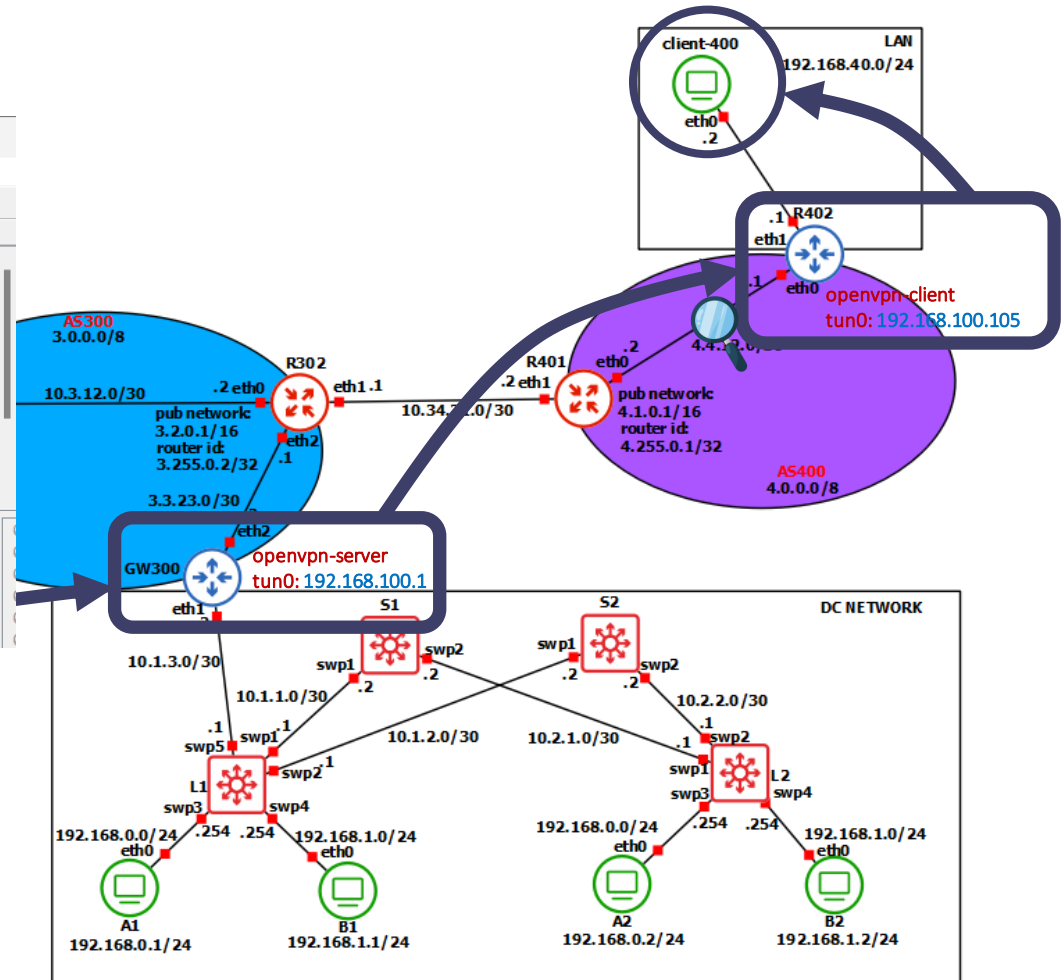 client-400
LAN
192.168.40.0/24
eth0
.2
.1 R402
eth1
.1
eth0
openvpn-client
tun0: 192.168.100.105
AS300
3.0.0.0/8
R302
R401
.2
eth0
10.3.12.0/30
.2 eth0
eth1 .1
.2 eth1
10.34.
.0/30
pub network:
3.2.0.1/16
router id:
3.255.0.2/32
eth2
.1
pub network:
4.1.0.1/16
router id:
4.255.0.1/32
AS400
4.0.0.0/8
3.3.23.0/30
eth2
GW300
openvpn-server
tun0: 192.168.100.1
eth1
S1
S2
DC NETWORK
10.1.3.0/30
swp1
swp2
.2
.2
swp1
swp2
.2
.2
10.1.1.0/30
10.2.2.0/30
10.1.2.0/30
10.2.1.0/30
.1
swp5
swp1
.1
swp2
.1
L1
.1
swp2
.1
swp1
L2
swp3
swp4
swp3
swp4
.254
.254
.254
.254
192.168.0.0/24
192.168.1.0/24
192.168.0.0/24
192.168.1.0/24
eth0
eth0
eth0
eth0
A1
B1
A2
B2
192.168.0.1/24
192.168.1.1/24
192.168.0.2/24
192.168.1.2/24